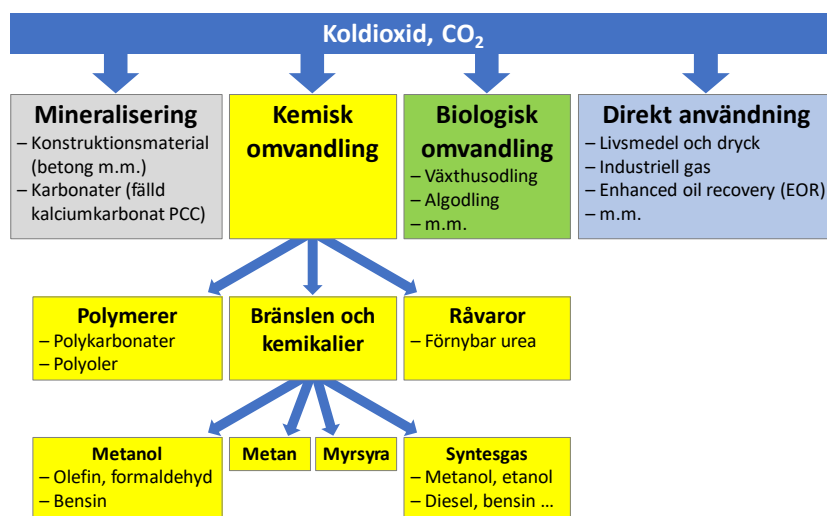 Koldioxid, CO₂
Mineralisering
– Konstruktionsmaterial
(betong m.m.)
– Karbonater (fälld
kalciumkarbonat PCC)
Kemisk
omvandling
Biologisk
omvandling
– Växthusodling
– Algodling
– m.m.
Direkt användning
– Livsmedel och dryck
– Industriell gas
– Enhanced oil recovery (EOR)
– m.m.
Polymerer
– Polykarbonater
– Polyoler
Bränslen och
kemikalier
Råvaror
– Förnybar urea
Metanol
– Olefin, formaldehyd
– Bensin
Metan
Myrsyra
Syntesgas
– Metanol, etanol
– Diesel, bensin ...